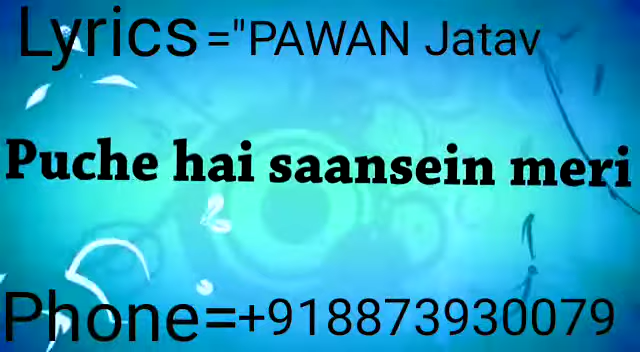 Lyrics ="PAWAN Jatav
Puche hai saansein meri
Phone=+918873930079